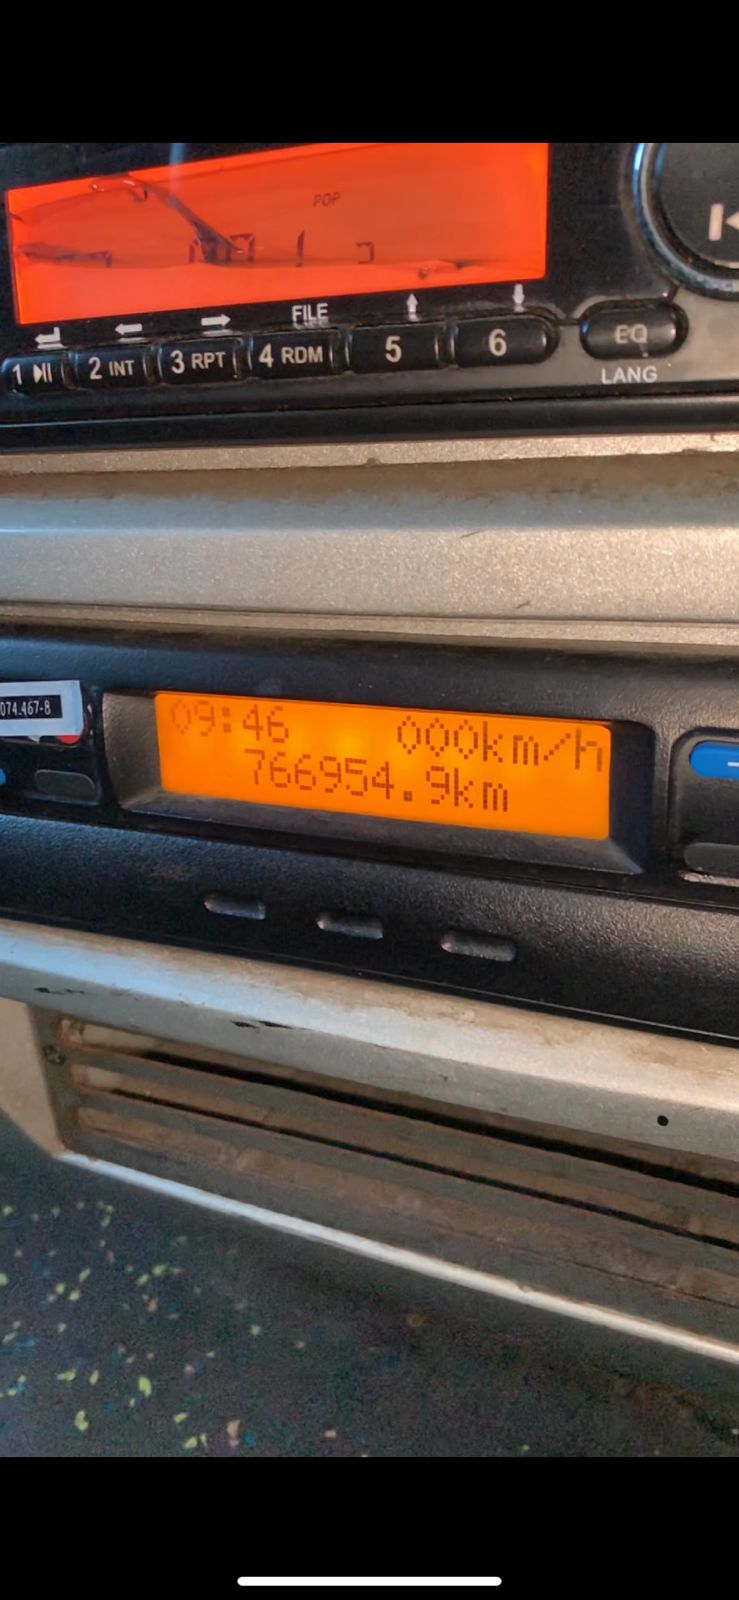 POP
FILE
1 2 INT 3 RPT 4 RDM 5 6 EQ
LANG
074.467-8
09:46 000km/h
766954.9km